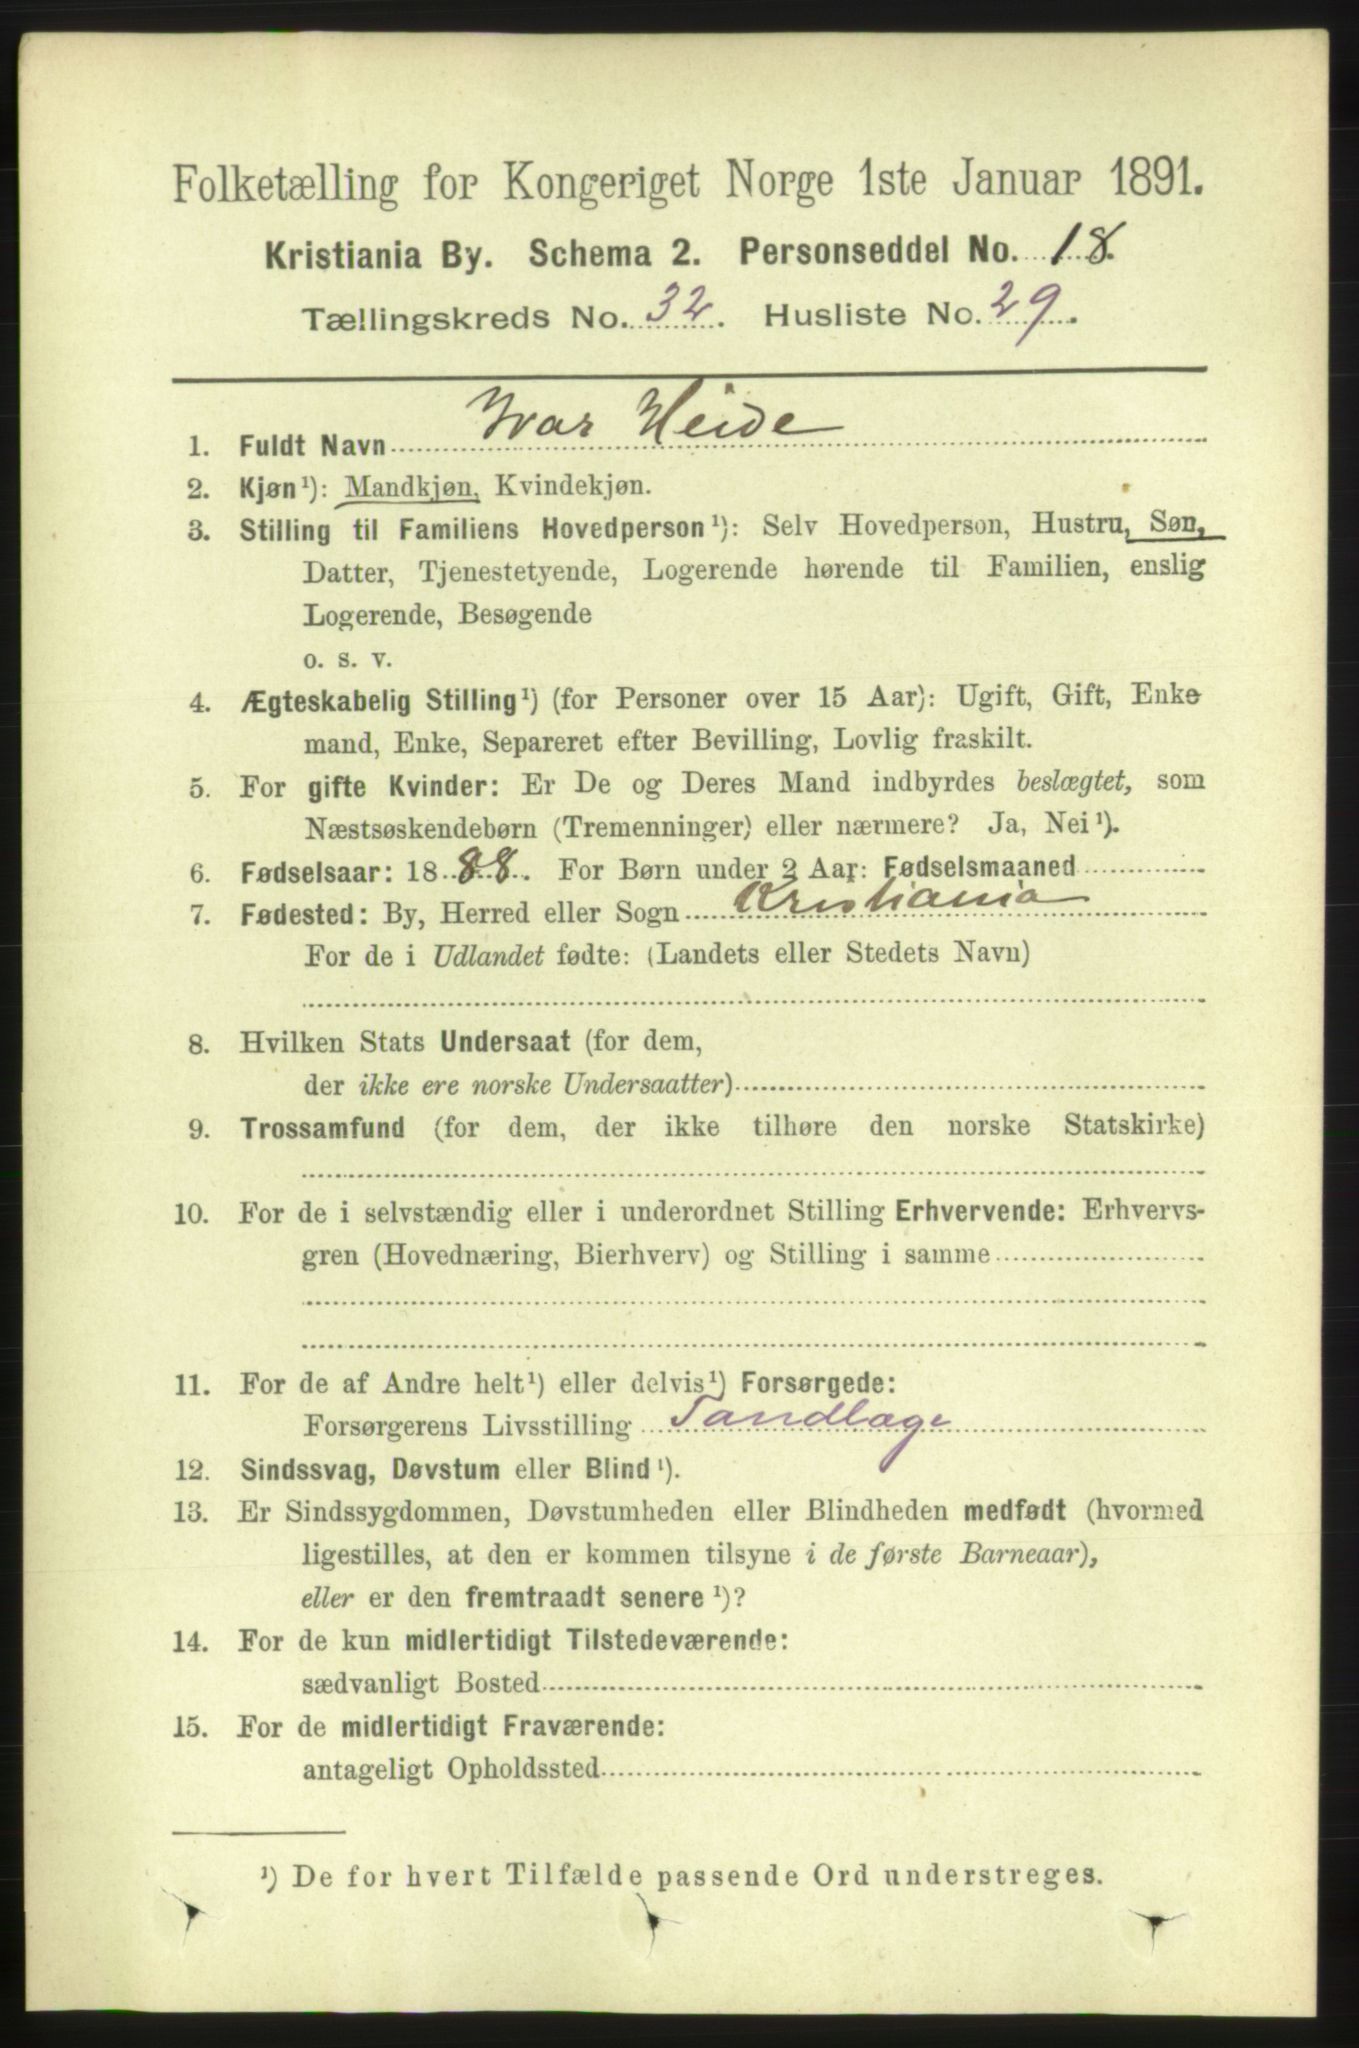 Folketælling for Kongeriget Norge 1ste Januar 1891.
Kristiania By. Schema 2. Personseddel No. 18.
Tællingskreds No. 32. Husliste No. 29.
1. Fuldt Navn Ivar Heide
2. Kjøn¹): Mandkjøn, Kvindekjøn.
3. Stilling til Familiens Hovedperson¹): Selv Hovedperson, Hustru, Søn,
Datter, Tjenestetyende, Logerende hørende til Familien, enslig
Logerende, Besøgende
o. s. v.
4. Ægteskabelig Stilling¹) (for Personer over 15 Aar): Ugift, Gift, Enke-
mand, Enke, Separeret efter Bevilling, Lovlig fraskilt.
5. For gifte Kvinder: Er De og Deres Mand indbyrdes beslægtet, som
Næstsøskendebørn (Tremenninger) eller nærmere? Ja, Nei¹).
6. Fødselsaar: 1888. For Børn under 2 Aar: Fødselsmaaned
7. Fødested: By, Herred eller Sogn Kristiania
For de i Udlandet fødte: (Landets eller Stedets Navn)
8. Hvilken Stats Undersaat (for dem,
der ikke ere norske Undersaatter)
9. Trossamfund (for dem, der ikke tilhøre den norske Statskirke)
10. For de i selvstændig eller i underordnet Stilling Erhvervende: Erhvervs-
gren (Hovednæring, Bierhverv) og Stilling i samme
11. For de af Andre helt¹) eller delvis¹) Forsørgede:
Forsørgerens Livsstilling Tandlæge
12. Sindssvag, Døvstum eller Blind¹).
13. Er Sindssygdommen, Døvstumheden eller Blindheden medfødt (hvormed
ligestilles, at den er kommen tilsyne i de første Barneaar),
eller er den fremtraadt senere¹)?
14. For de kun midlertidigt Tilstedeværende:
sædvanligt Bosted
15. For de midlertidigt Fraværende:
antageligt Opholdssted
¹) De for hvert Tilfælde passende Ord understreges.